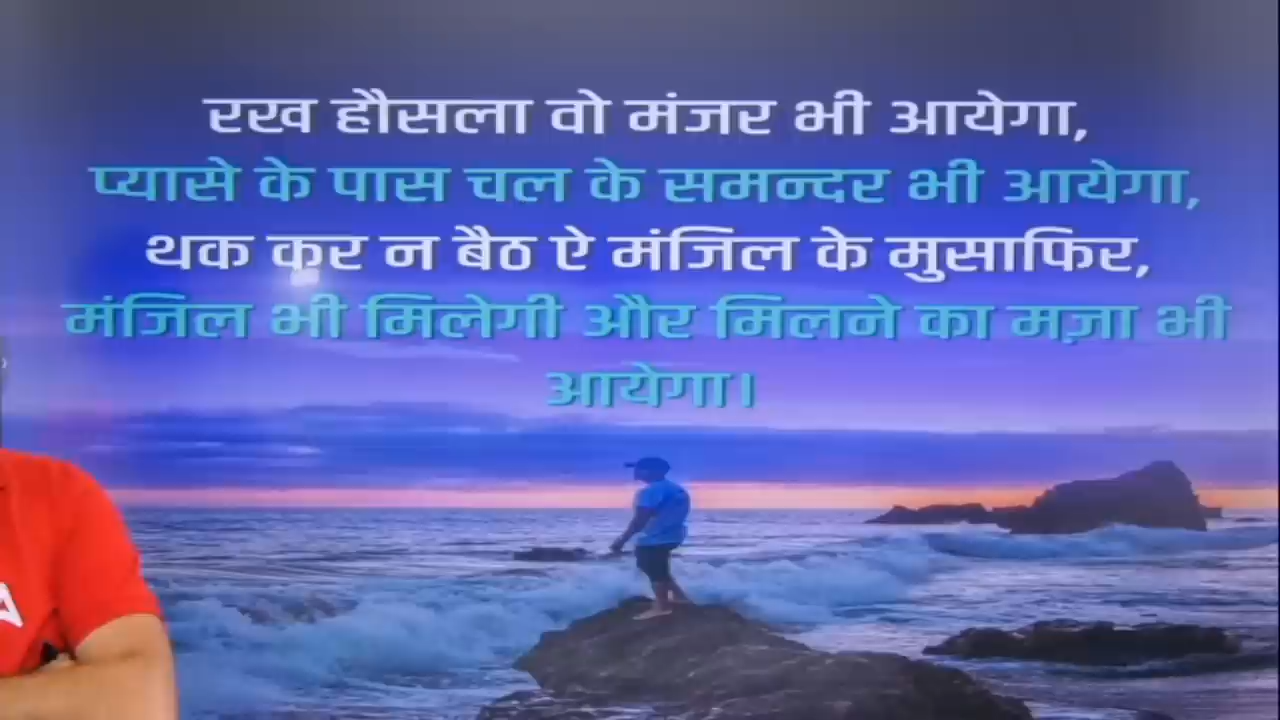 रख हौसला वो मंजर भी आयेगा,
प्यासे के पास चल के समन्दर भी आयेगा,
थक कर न बैठ ऐ मंजिल के मुसाफिर,
मंजिल भी मिलेगी और मिलने का मज़ा भी
आयेगा।